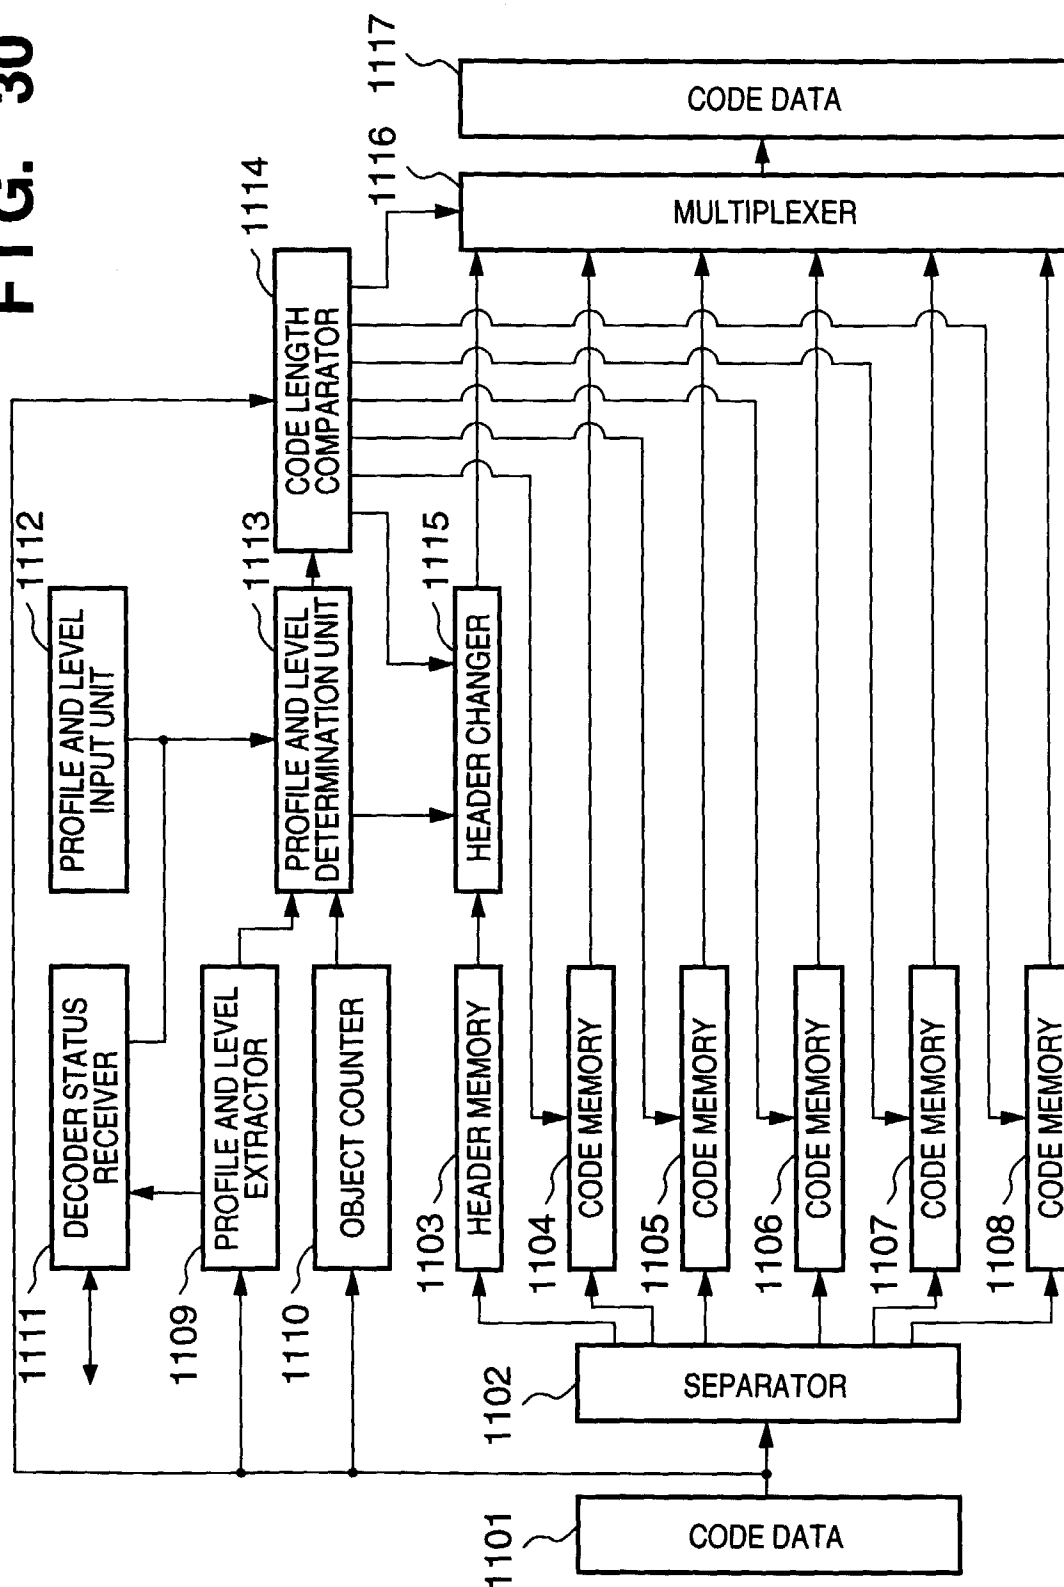 FIG. 30
1101
CODE DATA
1102
SEPARATOR
1111
DECODER STATUS
RECEIVER
1109
PROFILE AND LEVEL
EXTRACTOR
1110
OBJECT COUNTER
1103
HEADER MEMORY
1104
CODE MEMORY
1105
CODE MEMORY
1106
CODE MEMORY
1107
CODE MEMORY
1108
CODE MEMORY
1112
PROFILE AND LEVEL
INPUT UNIT
1113
PROFILE AND LEVEL
DETERMINATION UNIT
1115
HEADER CHANGER
1114
CODE LENGTH
COMPARATOR
1116
MULTIPLEXER
1117
CODE DATA